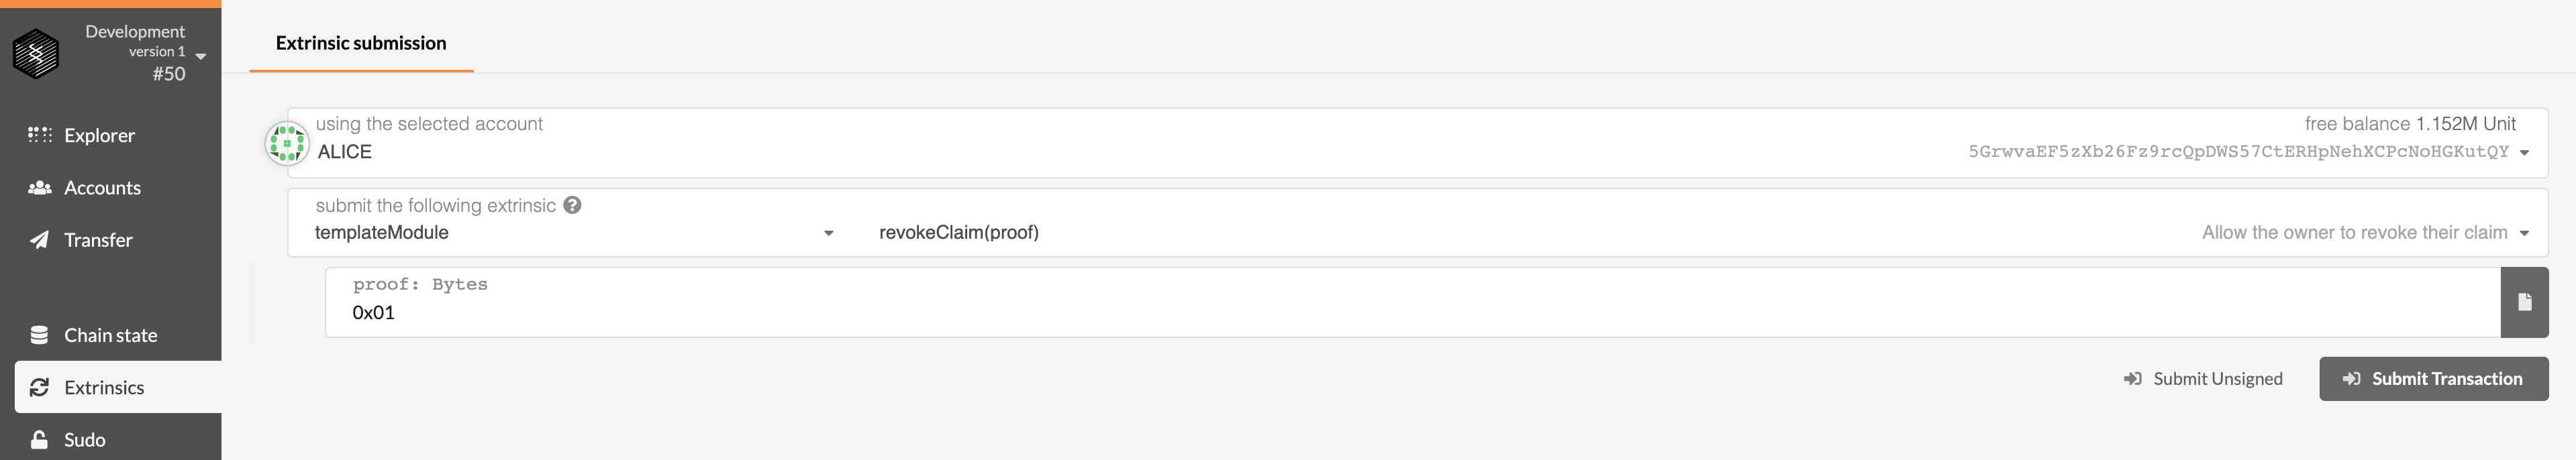 Development
version 1
#50
Explorer
Accounts
Transfer
Chain state
Extrinsics
Sudo
Extrinsic submission
using the selected account
free balance 1.152M Unit
ALICE
5GrwvaEF5zXb26Fz9rcQpDWS57CtERHpNehXCPcNoHGKutQY
submit the following extrinsic ?
templateModule
revokeClaim(proof)
Allow the owner to revoke their claim
proof: Bytes
0x01
Submit Unsigned
Submit Transaction